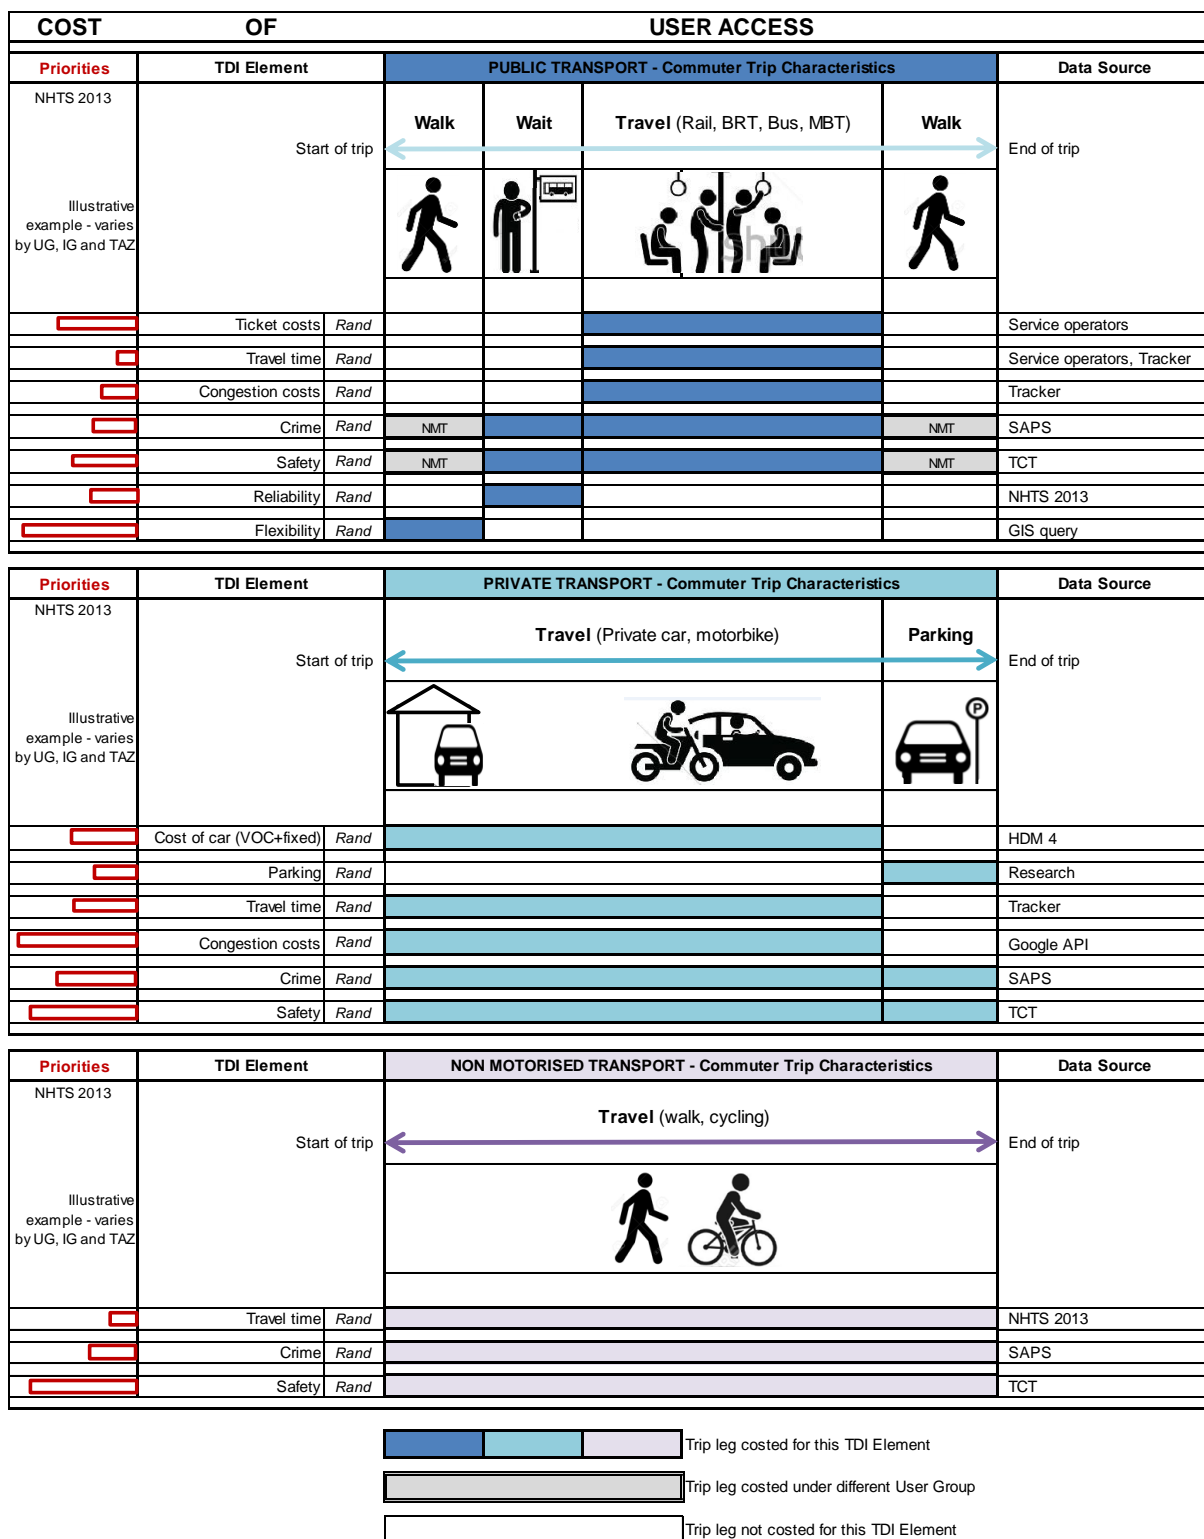 COST OF USER ACCESS
Priorities TDI Element PUBLIC TRANSPORT - Commuter Trip Characteristics Data Source
NHTS 2013
Walk Wait Travel (Rail, BRT, Bus, MBT) Walk
Start of trip End of trip
Illustrative
example - varies
by UG, IG and TAZ
Ticket costs Rand Service operators
Travel time Rand Service operators, Tracker
Congestion costs Rand Tracker
Crime Rand NMT NMT SAPS
Safety Rand NMT NMT TCT
Reliability Rand NHTS 2013
Flexibility Rand GIS query
Priorities TDI Element PRIVATE TRANSPORT - Commuter Trip Characteristics Data Source
NHTS 2013
Travel (Private car, motorbike) Parking
Start of trip End of trip
P
Illustrative
example - varies
by UG, IG and TAZ
Cost of car (VOC+fixed) Rand HDM 4
Parking Rand Research
Travel time Rand Tracker
Congestion costs Rand Google API
Crime Rand SAPS
Safety Rand TCT
Priorities TDI Element NON MOTORISED TRANSPORT - Commuter Trip Characteristics Data Source
NHTS 2013
Travel (walk, cycling)
Start of trip End of trip
Illustrative
example - varies
by UG, IG and TAZ
Travel time Rand NHTS 2013
Crime Rand SAPS
Safety Rand TCT
Trip leg costed for this TDI Element
Trip leg costed under different User Group
Trip leg not costed for this TDI Element